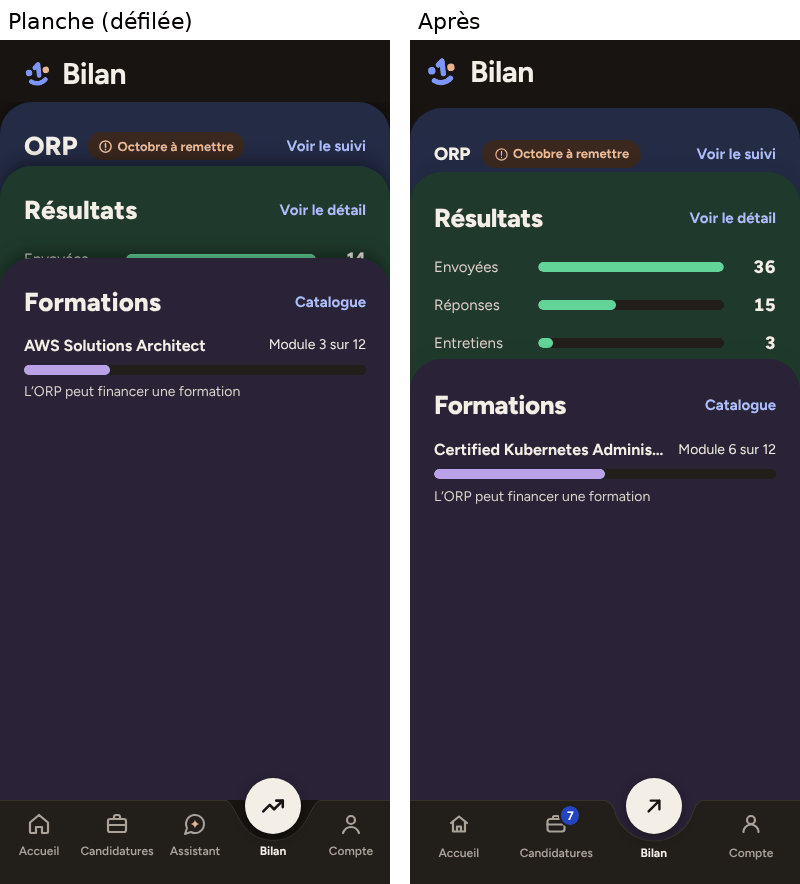 Planche (défilée)
Bilan
ORP
Octobre à remettre
Voir le suivi
Résultats
Voir le détail
Envoyées
14
Formations
Catalogue
AWS Solutions Architect
Module 3 sur 12
L'ORP peut financer une formation
Accueil
Candidatures
Assistant
Bilan
Compte
Après
Bilan
ORP
Octobre à remettre
Voir le suivi
Résultats
Voir le détail
Envoyées
36
Réponses
15
Entretiens
3
Formations
Catalogue
Certified Kubernetes Adminis...
Module 6 sur 12
L'ORP peut financer une formation
7
Accueil
Candidatures
Bilan
Compte